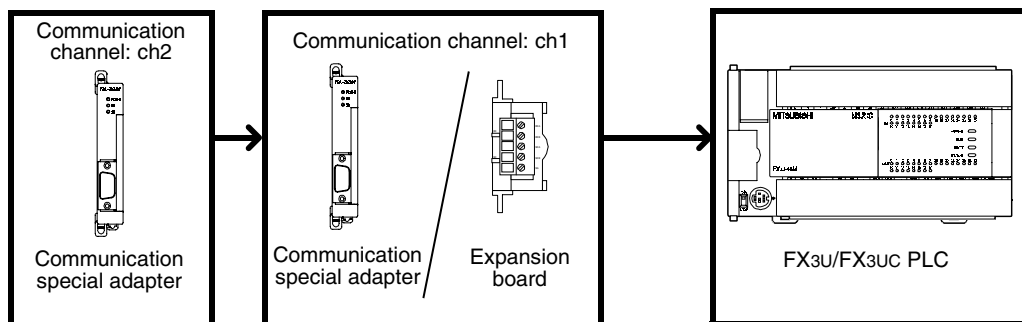 Communication
channel: ch2
Communication
special adapter
Communication channel: ch1
Communication
special adapter
Expansion
board
MITSUBISHI
FX3U/FX3UC PLC